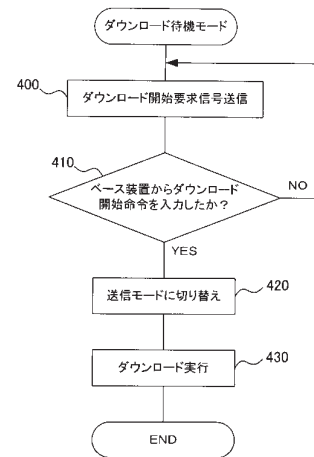 ダウンロード待機モード
400
ダウンロード開始要求信号送信
410
ベース装置からダウンロード
開始命令を入力したか？
NO
YES
送信モードに切り替え
420
ダウンロード実行
430
END